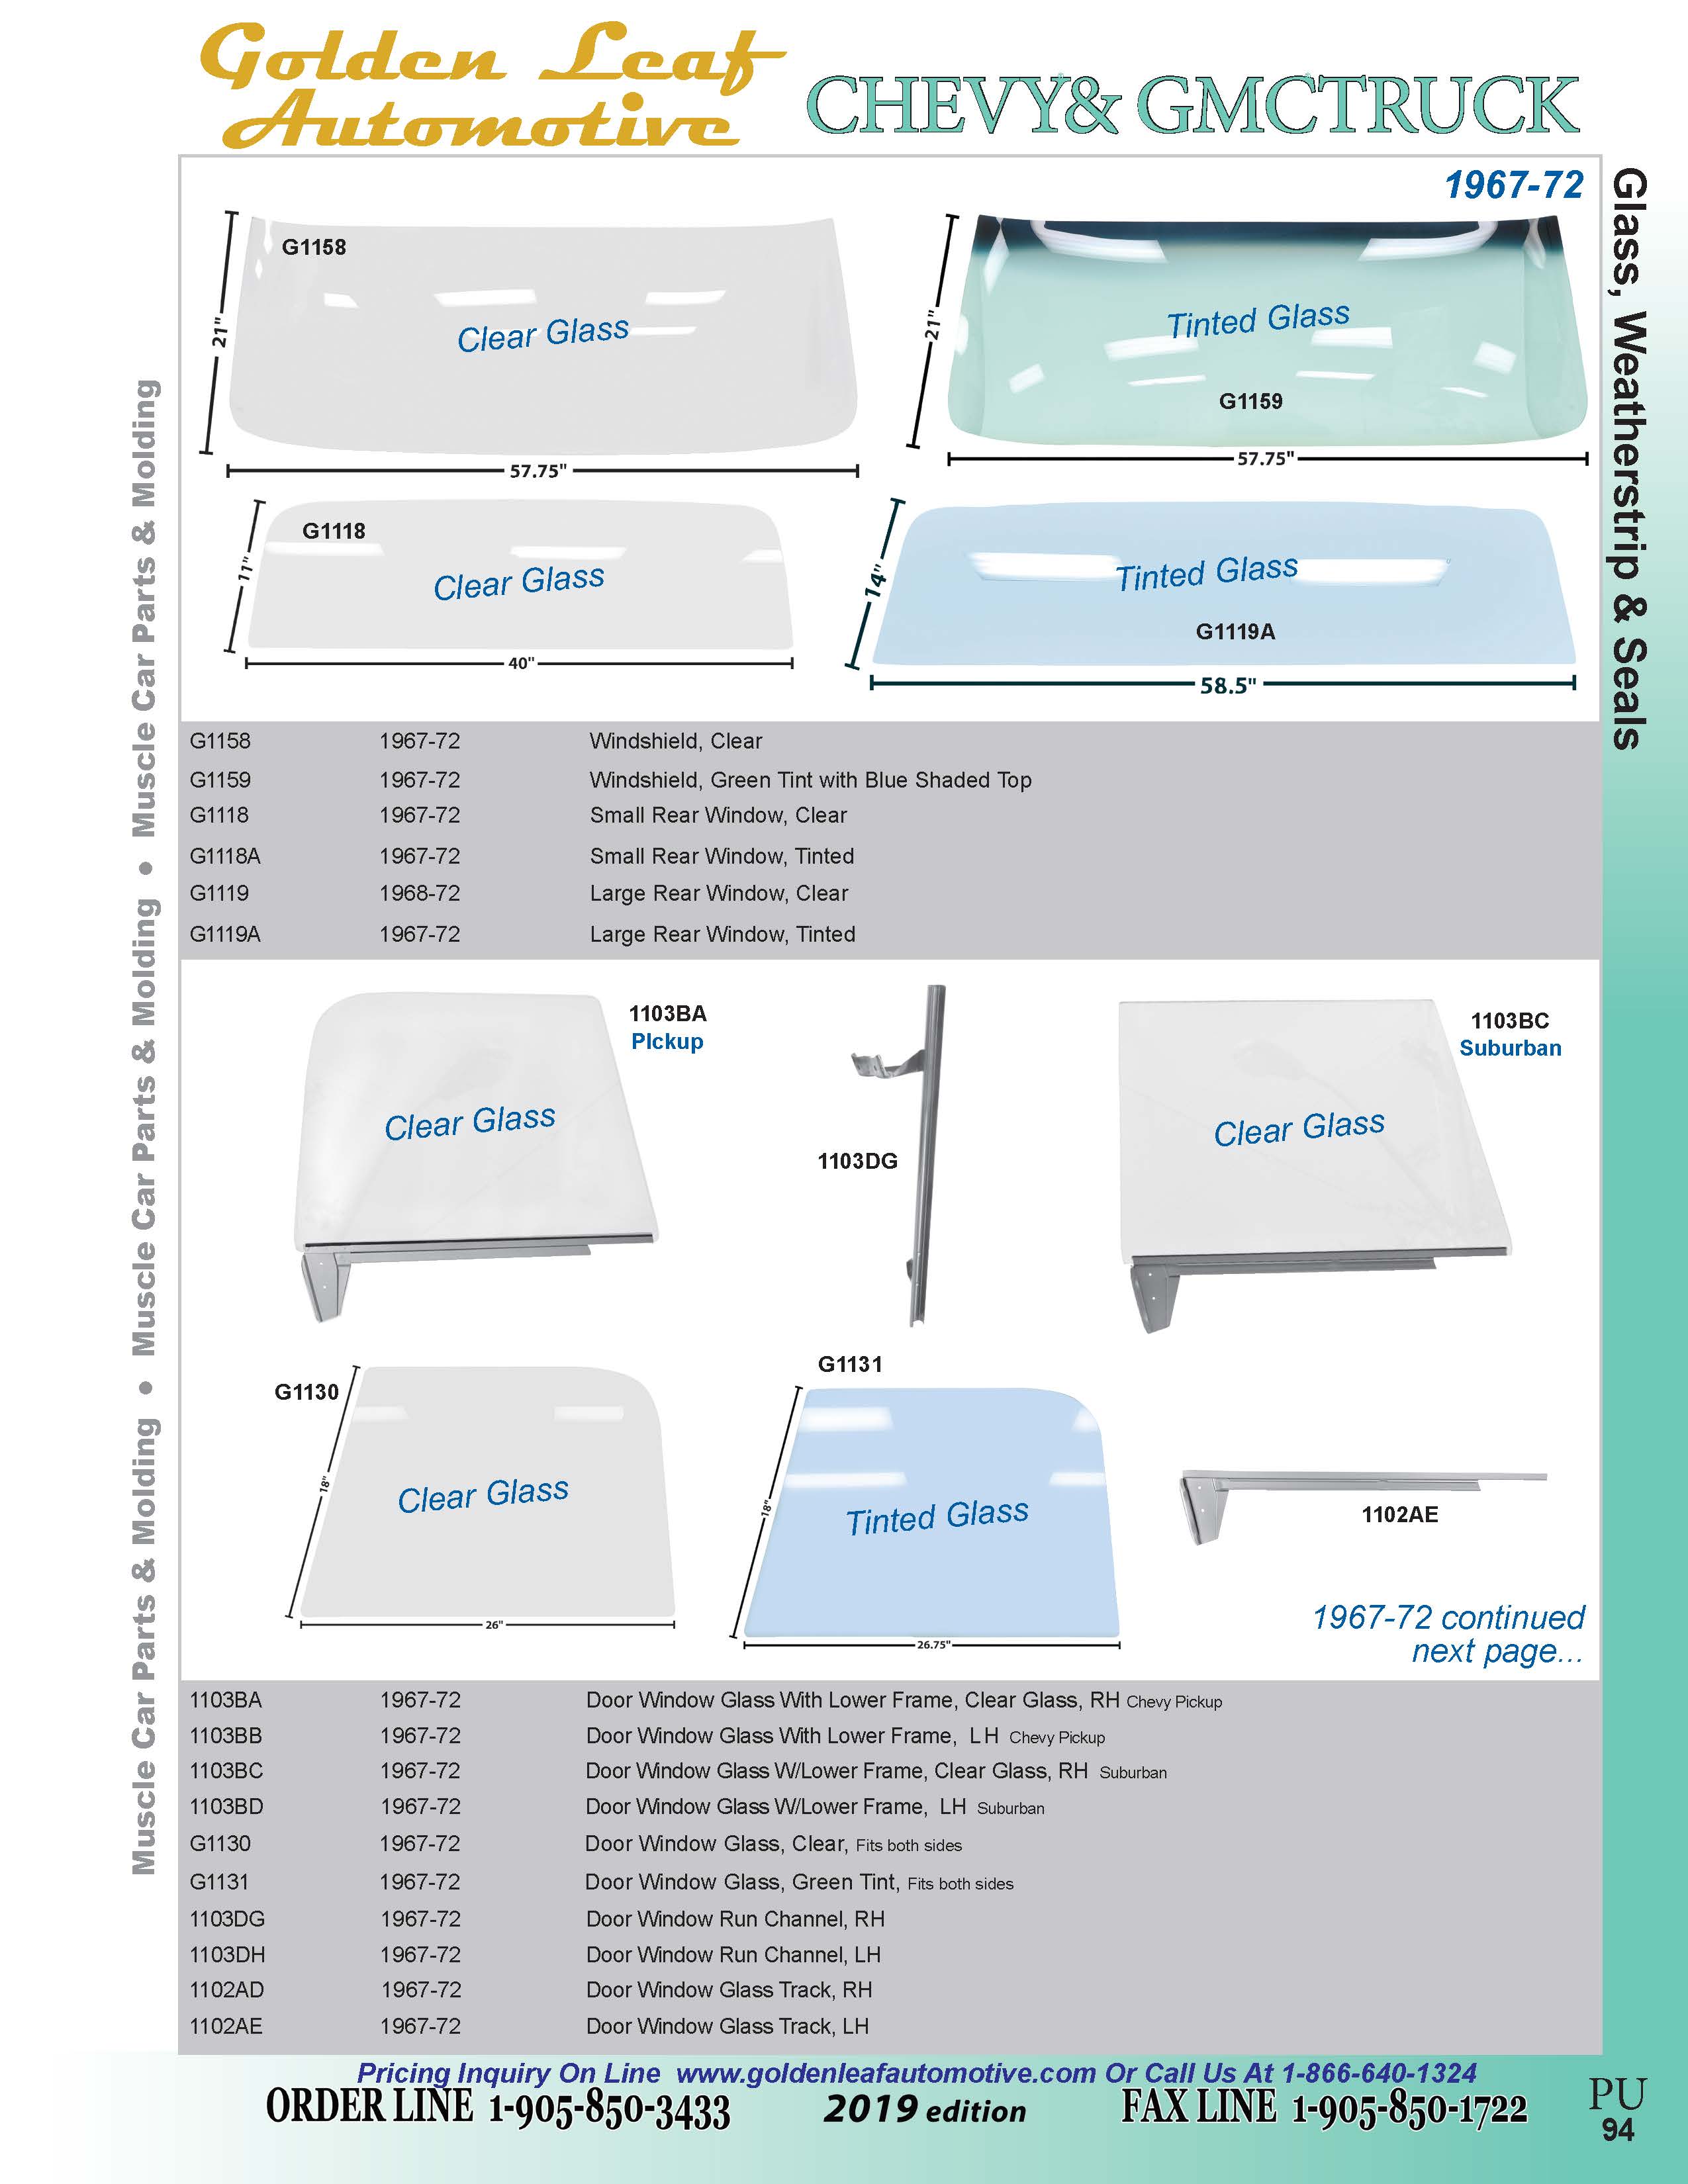 Golden Leaf
Automotive
CHEVY& GMCTRUCK
1967-72
Glass, Weatherstrip & Seals
Muscle Car Parts & Molding • Muscle Car Parts & Molding • Muscle Car Parts & Molding
G1158
Clear Glass
21"
57.75"
Tinted Glass
G1159
21"
57.75"
G1118
Clear Glass
11"
40"
Tinted Glass
G1119A
14"
58.5"
G1158 1967-72 Windshield, Clear
G1159 1967-72 Windshield, Green Tint with Blue Shaded Top
G1118 1967-72 Small Rear Window, Clear
G1118A 1967-72 Small Rear Window, Tinted
G1119 1968-72 Large Rear Window, Clear
G1119A 1967-72 Large Rear Window, Tinted
1103BA
PIckup
Clear Glass
1103DG
1103BC
Suburban
Clear Glass
G1130
Clear Glass
18"
26"
G1131
Tinted Glass
18"
26.75"
1102AE
1967-72 continued
next page...
1103BA 1967-72 Door Window Glass With Lower Frame, Clear Glass, RH Chevy Pickup
1103BB 1967-72 Door Window Glass With Lower Frame, LH Chevy Pickup
1103BC 1967-72 Door Window Glass W/Lower Frame, Clear Glass, RH Suburban
1103BD 1967-72 Door Window Glass W/Lower Frame, LH Suburban
G1130 1967-72 Door Window Glass, Clear, Fits both sides
G1131 1967-72 Door Window Glass, Green Tint, Fits both sides
1103DG 1967-72 Door Window Run Channel, RH
1103DH 1967-72 Door Window Run Channel, LH
1102AD 1967-72 Door Window Glass Track, RH
1102AE 1967-72 Door Window Glass Track, LH
Pricing Inquiry On Line www.goldenleafautomotive.com Or Call Us At 1-866-640-1324
ORDER LINE 1-905-850-3433 2019 edition FAX LINE 1-905-850-1722
PU
94